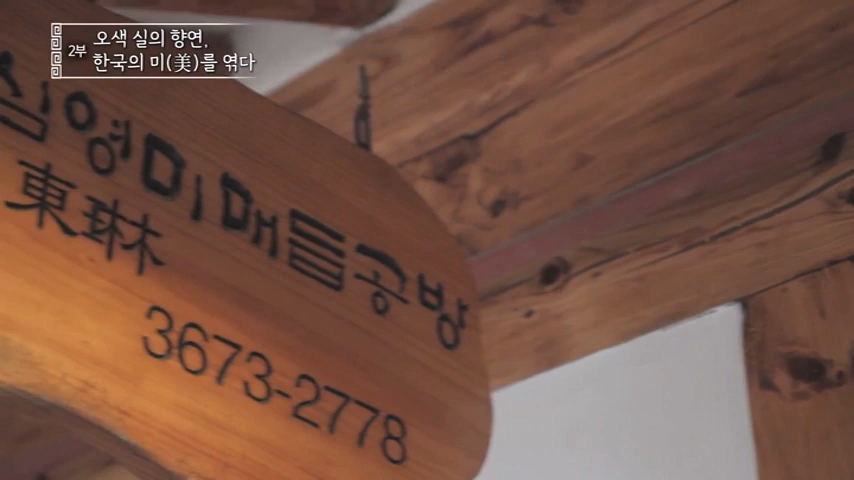 2부
오색 실의 향연,
한국의 미(美)를 엮다
심영미매듭공방
東琳
3673-2778